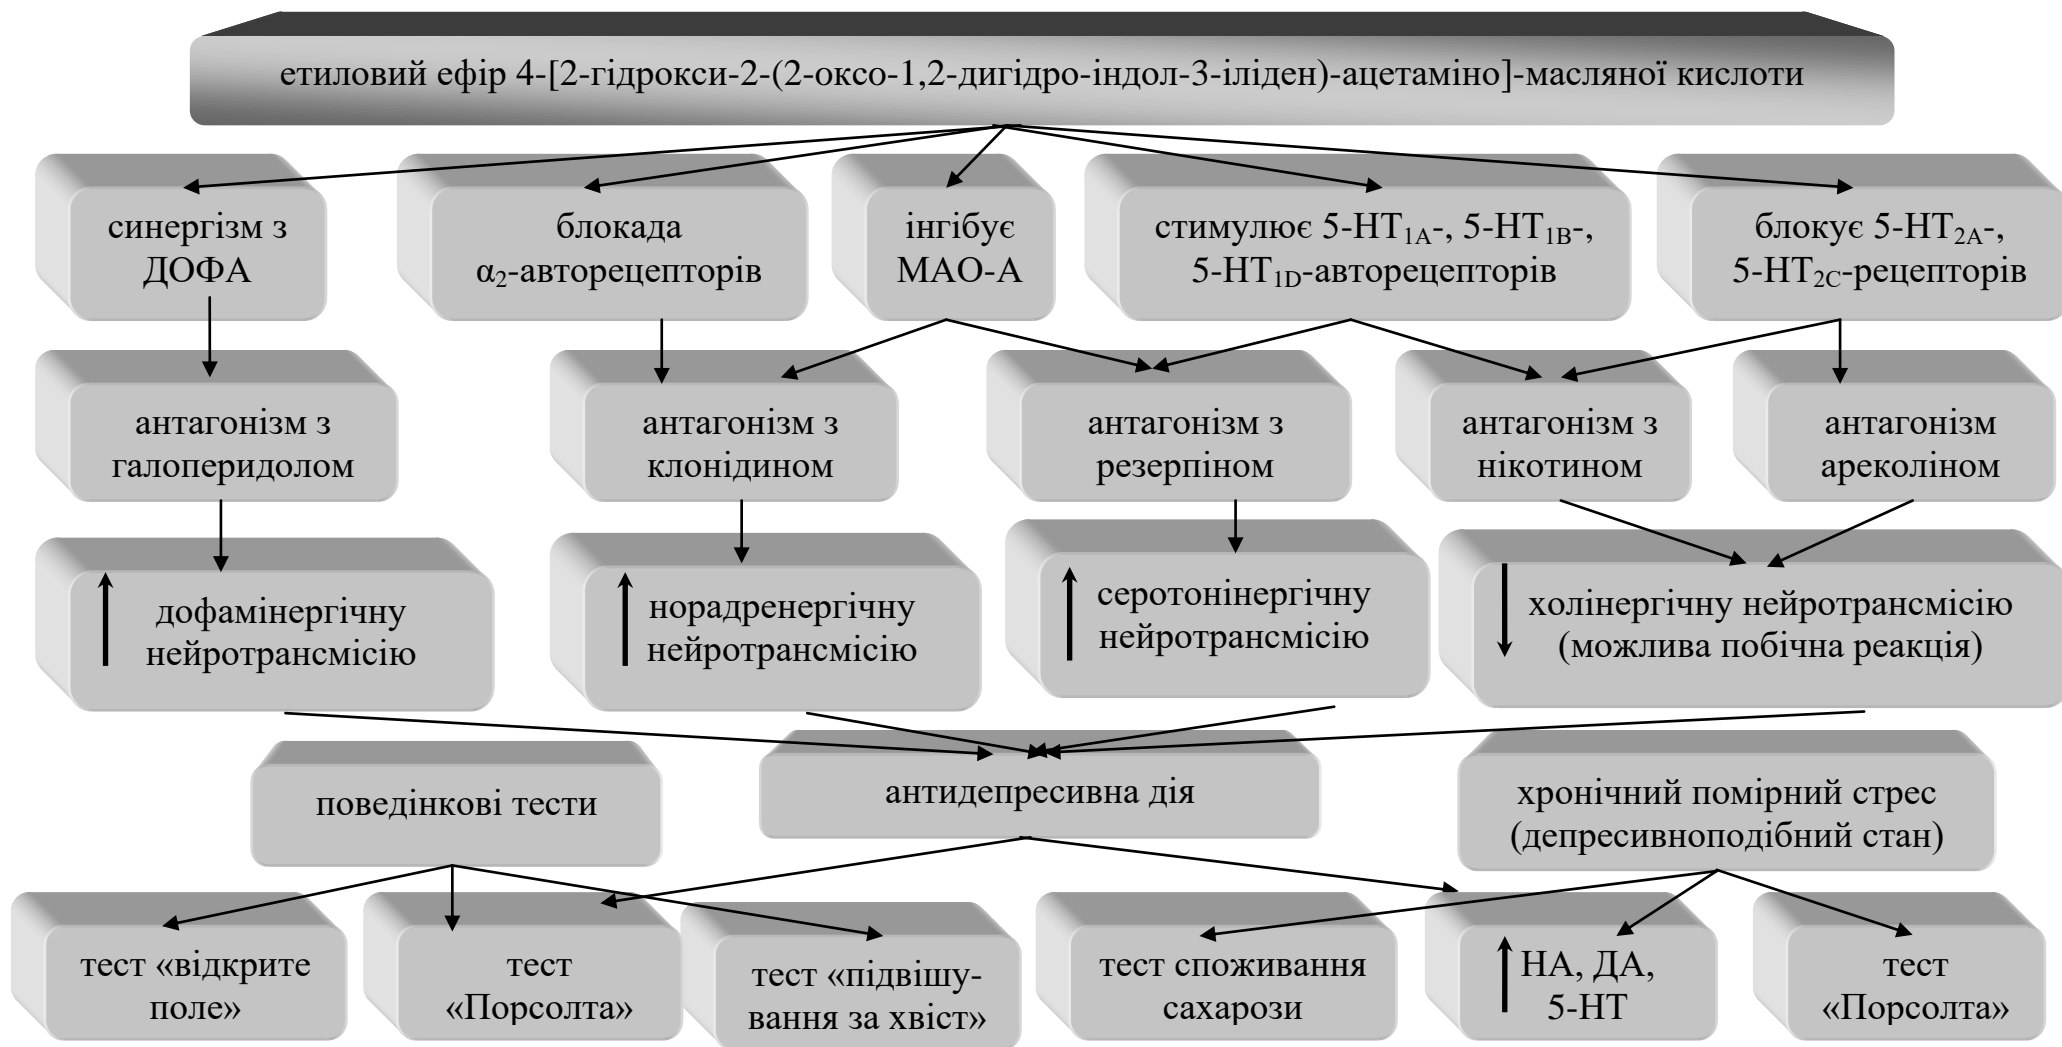 етиловий ефір 4-[2-гідрокси-2-(2-оксо-1,2-дигідро-індол-3-іліден)-ацетаміно]-масляної кислоти
синергізм з
ДОФА
блокада
α₂-авторецепторів
інгібує
МАО-А
стимулює 5-НТ₁ₐ-, 5-НТ₁B-,
5-НТ₁D-авторецепторів
блокує 5-НТ₂ₐ-,
5-НТ₂C-рецепторів
антагонізм з
галоперидолом
антагонізм з
клонідином
антагонізм з
резерпіном
антагонізм з
нікотином
антагонізм
ареколіном
дофамінергічну
нейротрансмісію
норадренергічну
нейротрансмісію
серотонінергічну
нейротрансмісію
холінергічну нейротрансмісію
(можлива побічна реакція)
поведінкові тести
антидепресивна дія
хронічний помірний стрес
(депресивноподібний стан)
тест «відкрите
поле»
тест
«Порсолта»
тест «підвішу-
вання за хвіст»
тест споживання
сахарози
НА, ДА,
5-НТ
тест
«Порсолта»